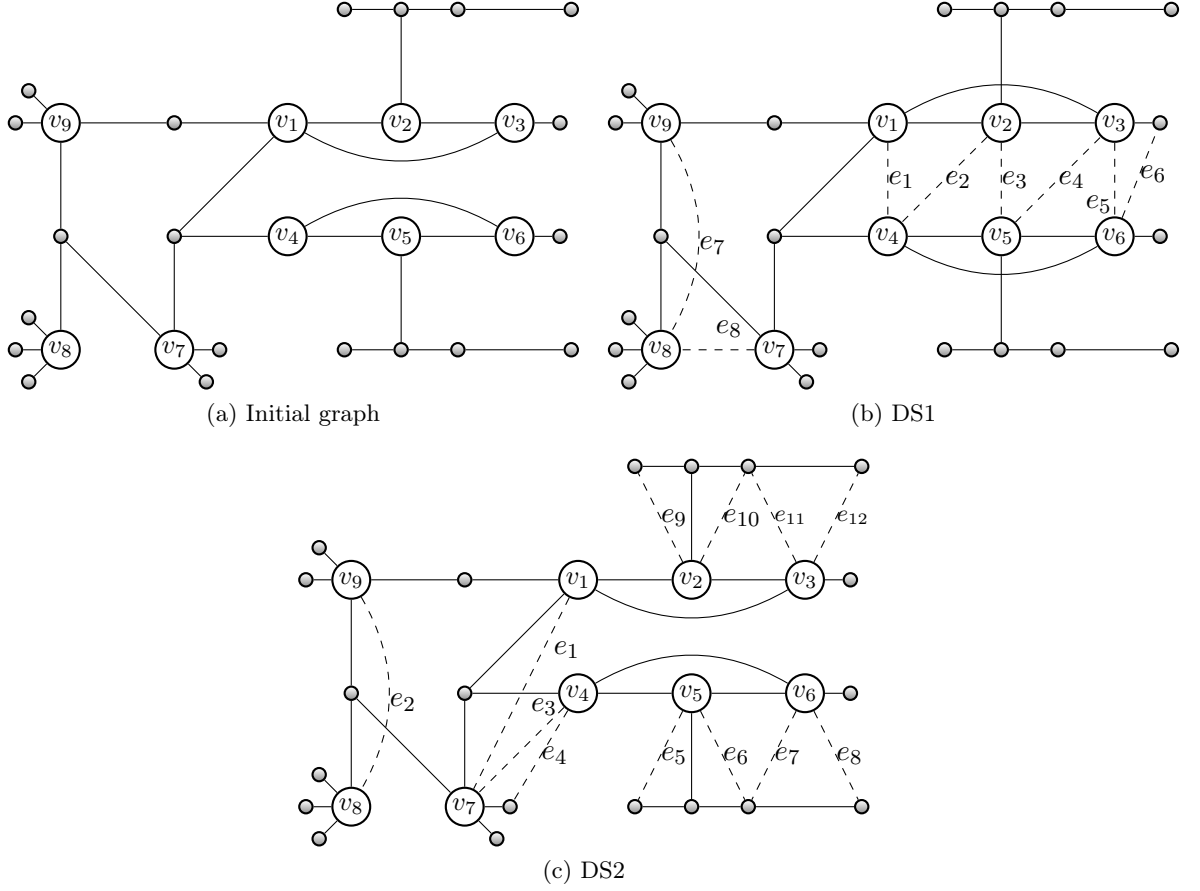 v₉ v₁ v₂ v₃
v₄ v₅ v₆
v₈ v₇
(a) Initial graph
v₉ v₁ v₂ v₃
e₁ e₂ e₃ e₄ e₅ e₆
v₄ v₅ v₆
e₇
e₈
v₈ v₇
(b) DS1
e₉ e₁₀ e₁₁ e₁₂
v₉ v₁ v₂ v₃
e₁
v₄ v₅ v₆
e₂ e₃
e₄ e₅ e₆ e₇ e₈
v₈ v₇
(c) DS2